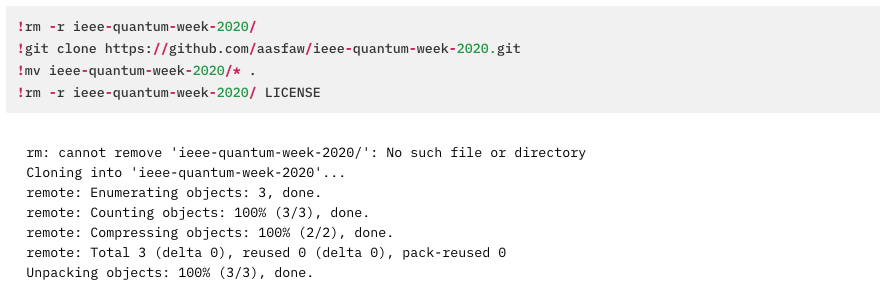 !rm -r ieee-quantum-week-2020/
!git clone https://github.com/aasfaw/ieee-quantum-week-2020.git
!mv ieee-quantum-week-2020/* .
!rm -r ieee-quantum-week-2020/ LICENSE
rm: cannot remove 'ieee-quantum-week-2020/': No such file or directory
Cloning into 'ieee-quantum-week-2020'...
remote: Enumerating objects: 3, done.
remote: Counting objects: 100% (3/3), done.
remote: Compressing objects: 100% (2/2), done.
remote: Total 3 (delta 0), reused 0 (delta 0), pack-reused 0
Unpacking objects: 100% (3/3), done.